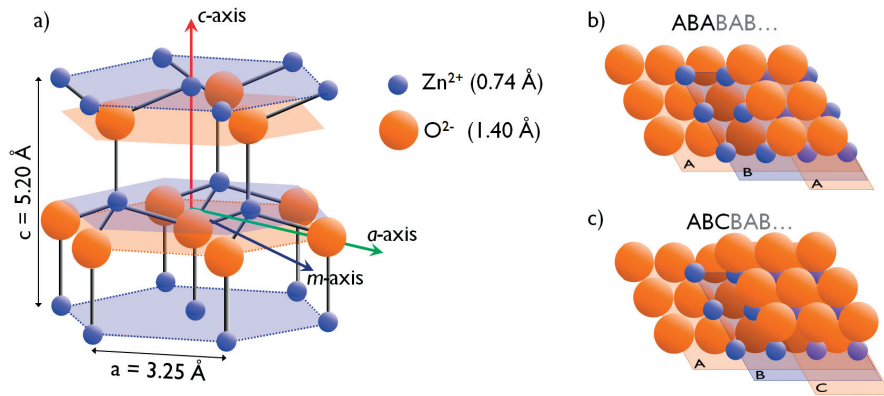 a)
c-axis
c = 5.20 Å
a-axis
m-axis
a = 3.25 Å
Zn²⁺ (0.74 Å)
O²⁻ (1.40 Å)
b)
ABABAB...
A
B
A
c)
ABCBAB...
A
B
C